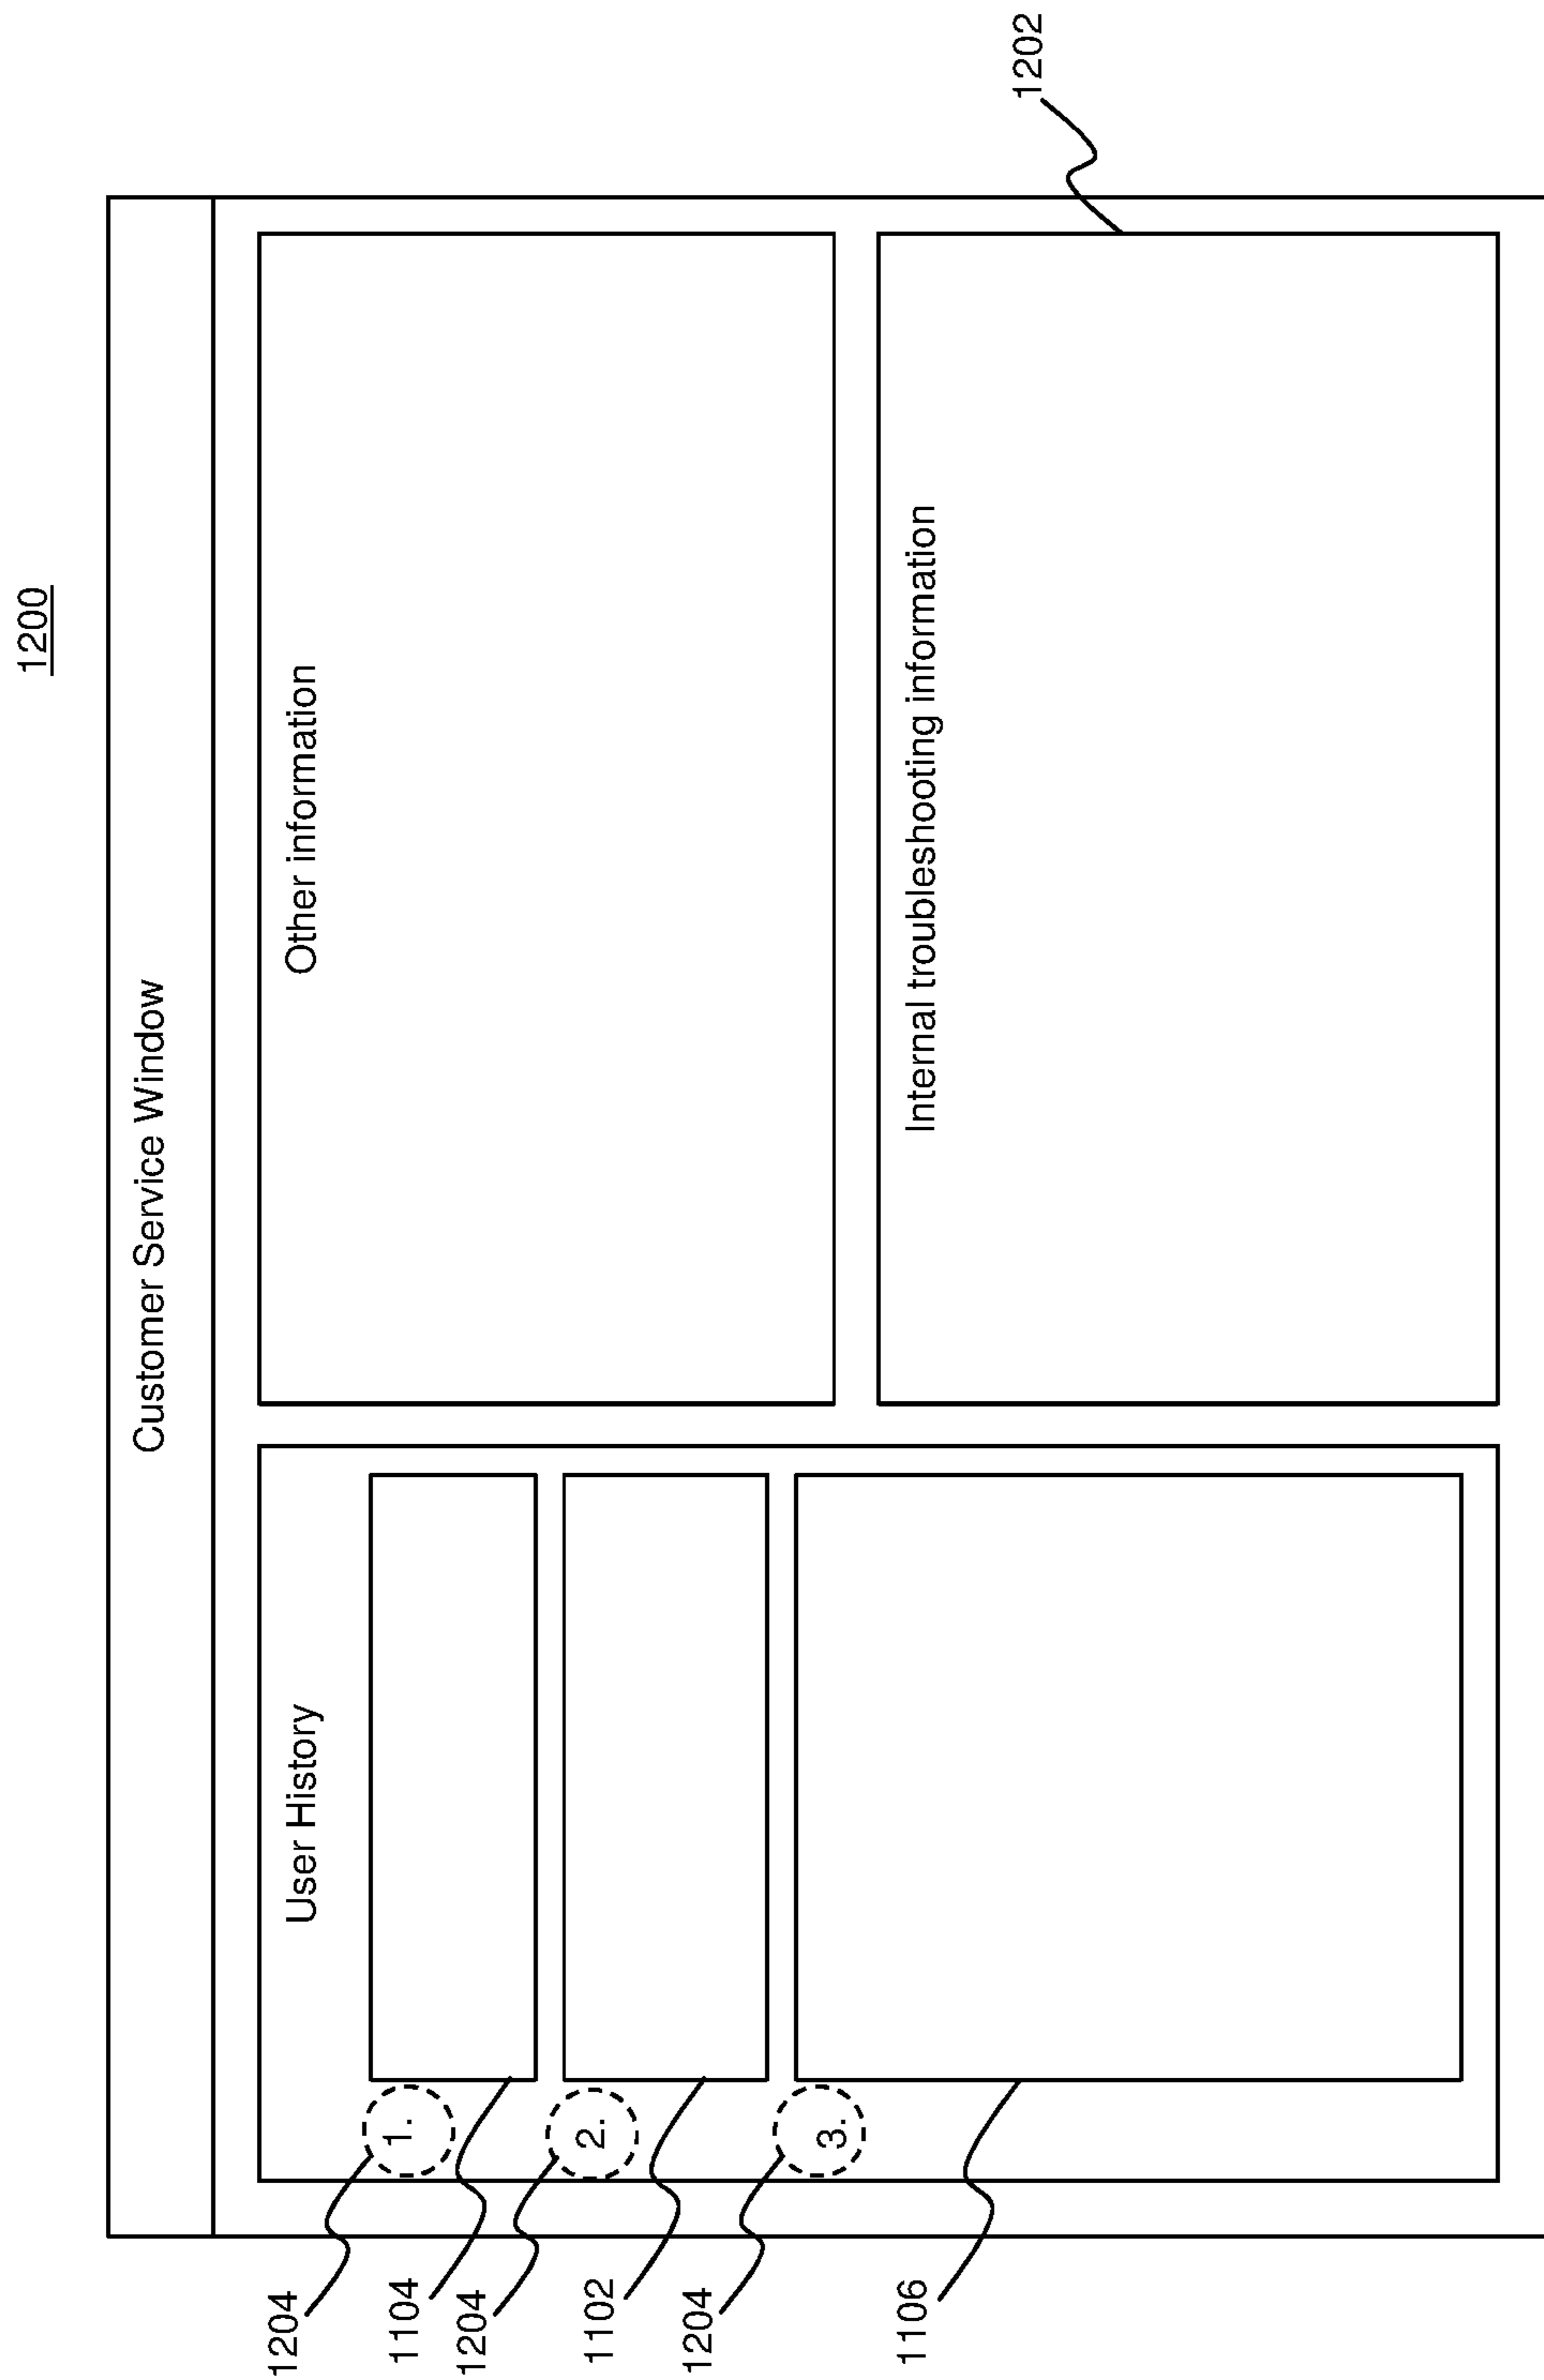 1200
Customer Service Window
User History
1204
1.
1104
1204
2.
1102
1204
3.
1106
Other information
Internal troubleshooting information
1202